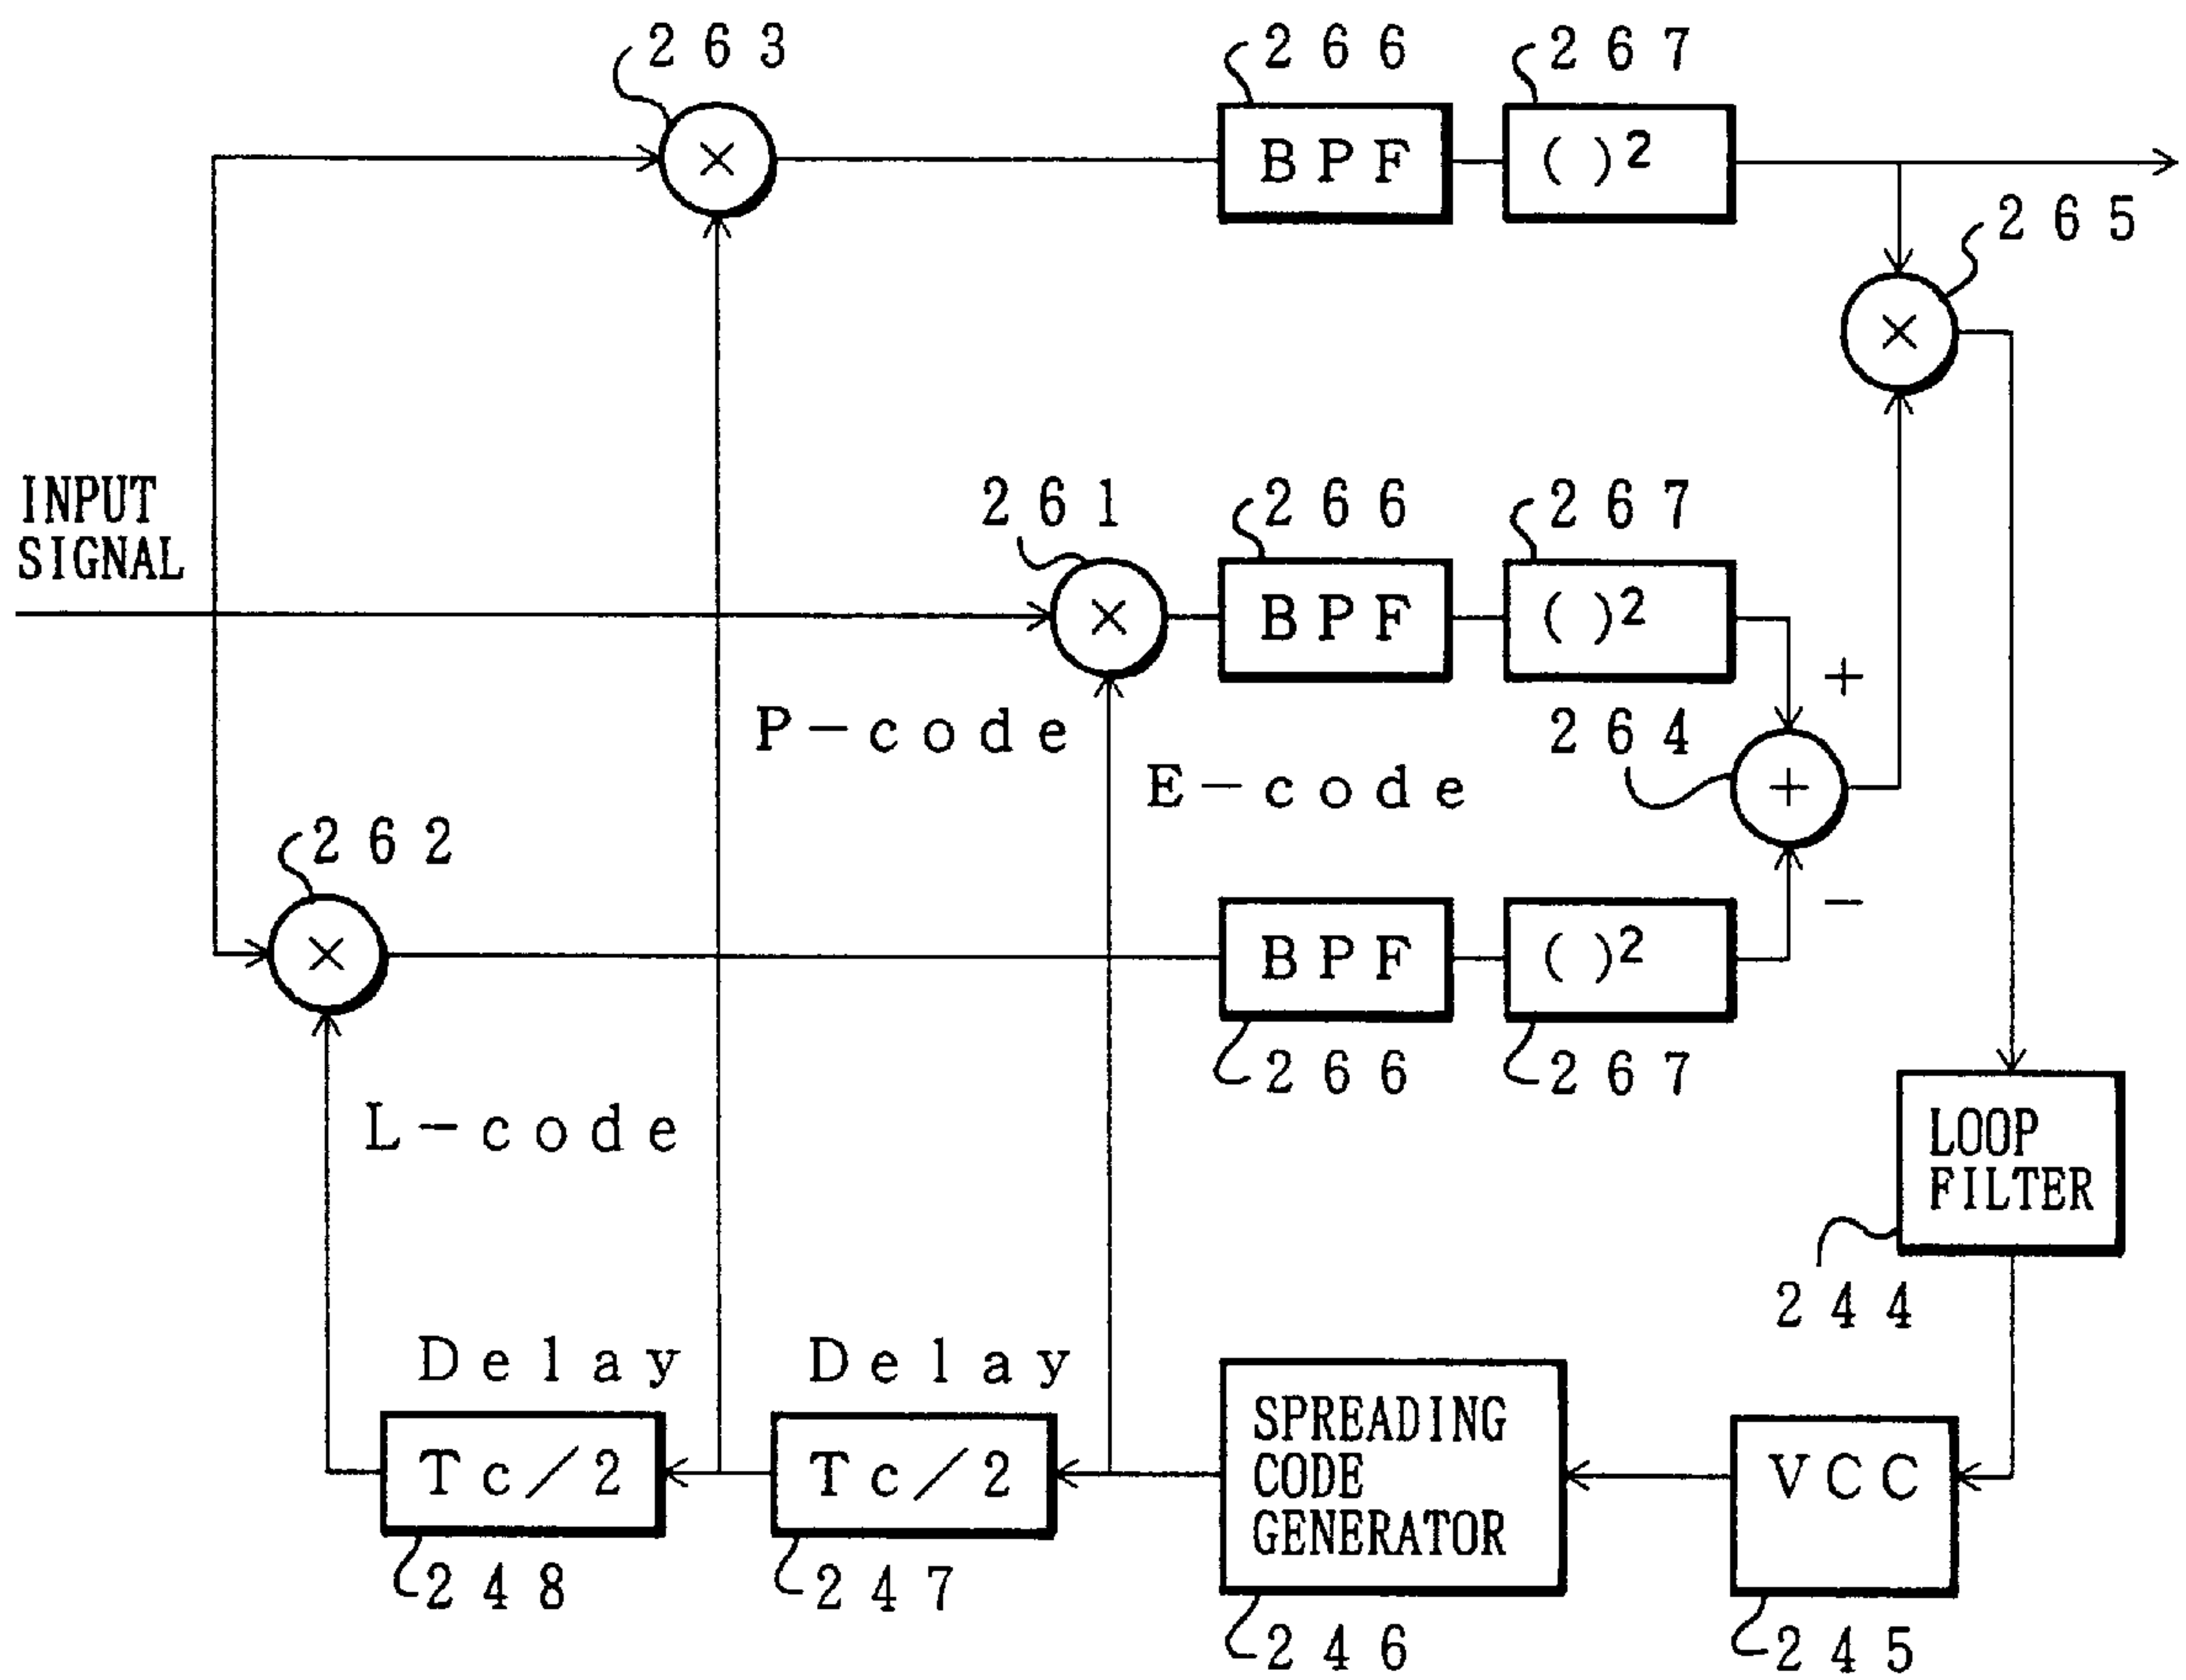 263
266
267
×
BPF
( )²
265
×
INPUT
SIGNAL
261
266
267
×
BPF
( )²
+
P-code
264
E-code
+
262
×
BPF
( )²
−
266
267
L-code
LOOP
FILTER
244
Delay
Delay
Tc/2
Tc/2
SPREADING
CODE
GENERATOR
VCC
248
247
246
245